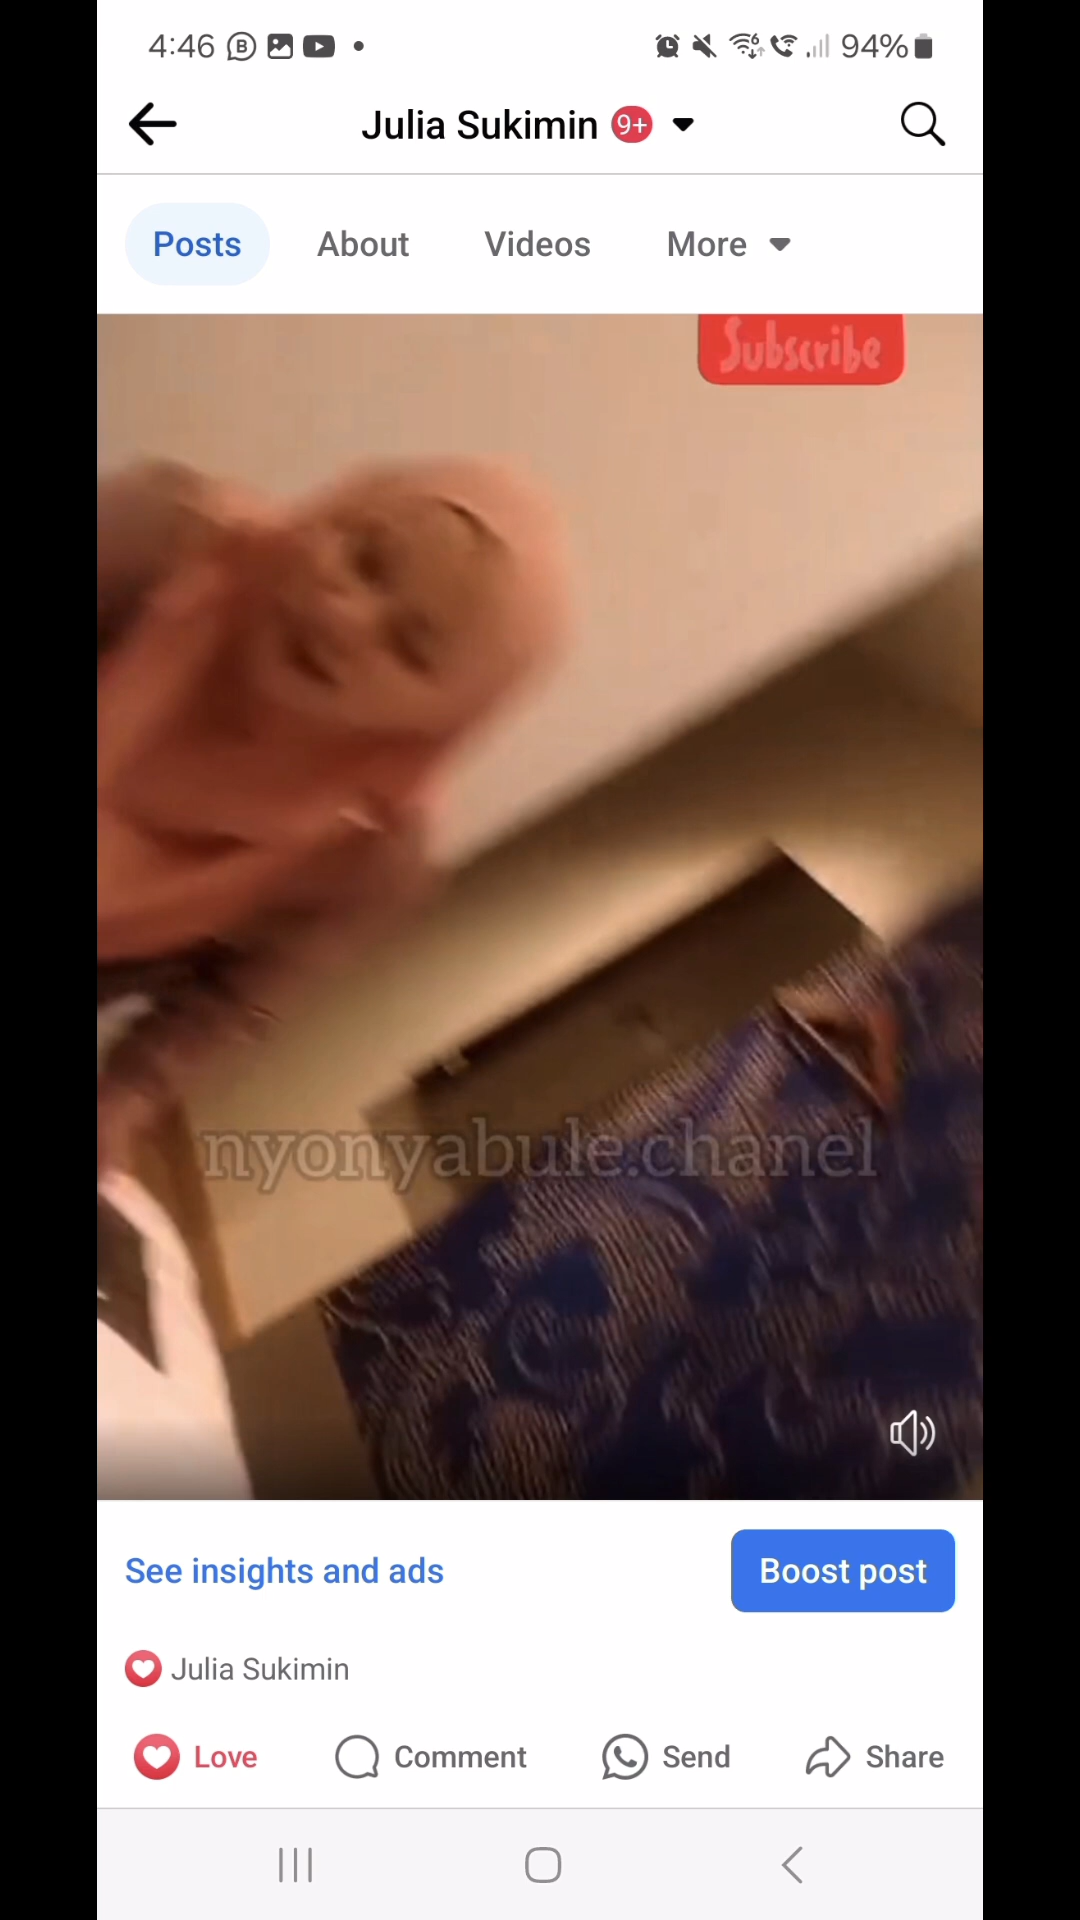 4:46 94%
Julia Sukimin 9+
Posts About Videos More
Subscribe
nyonyabule.chanel
See insights and ads Boost post
Julia Sukimin
Love Comment Send Share